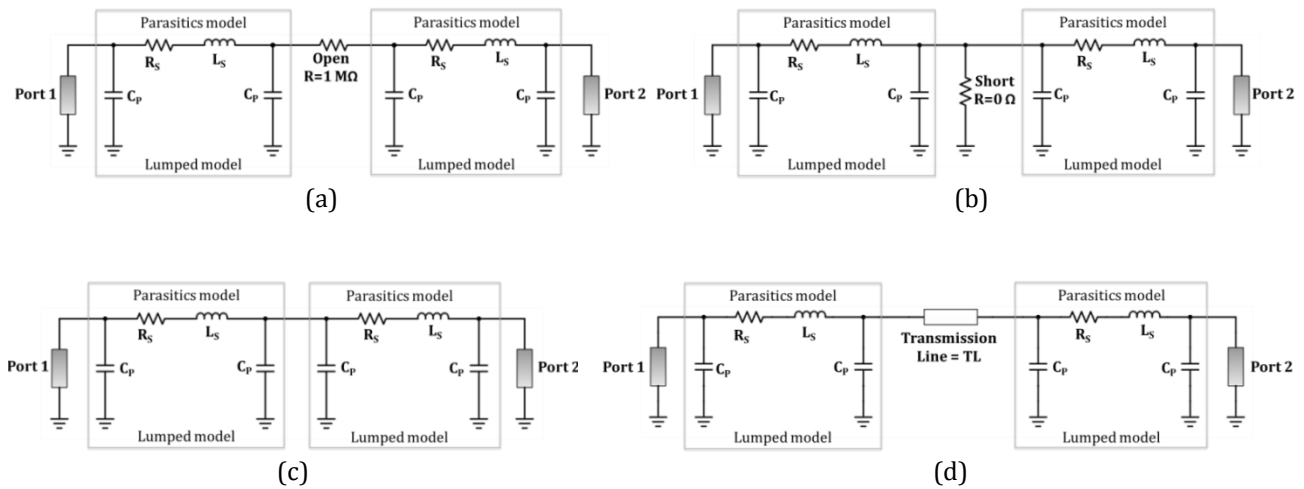 Parasitics model
Parasitics model
R_S
L_S
Open
R=1 MΩ
R_S
L_S
Port 1
C_P
C_P
C_P
C_P
Port 2
Lumped model
Lumped model
(a)
Parasitics model
Parasitics model
R_S
L_S
R_S
L_S
Port 1
C_P
C_P
Short
R=0 Ω
C_P
C_P
Port 2
Lumped model
Lumped model
(b)
Parasitics model
Parasitics model
R_S
L_S
R_S
L_S
Port 1
C_P
C_P
C_P
C_P
Port 2
Lumped model
Lumped model
(c)
Parasitics model
Parasitics model
R_S
L_S
Transmission
Line = TL
R_S
L_S
Port 1
C_P
C_P
C_P
C_P
Port 2
Lumped model
Lumped model
(d)